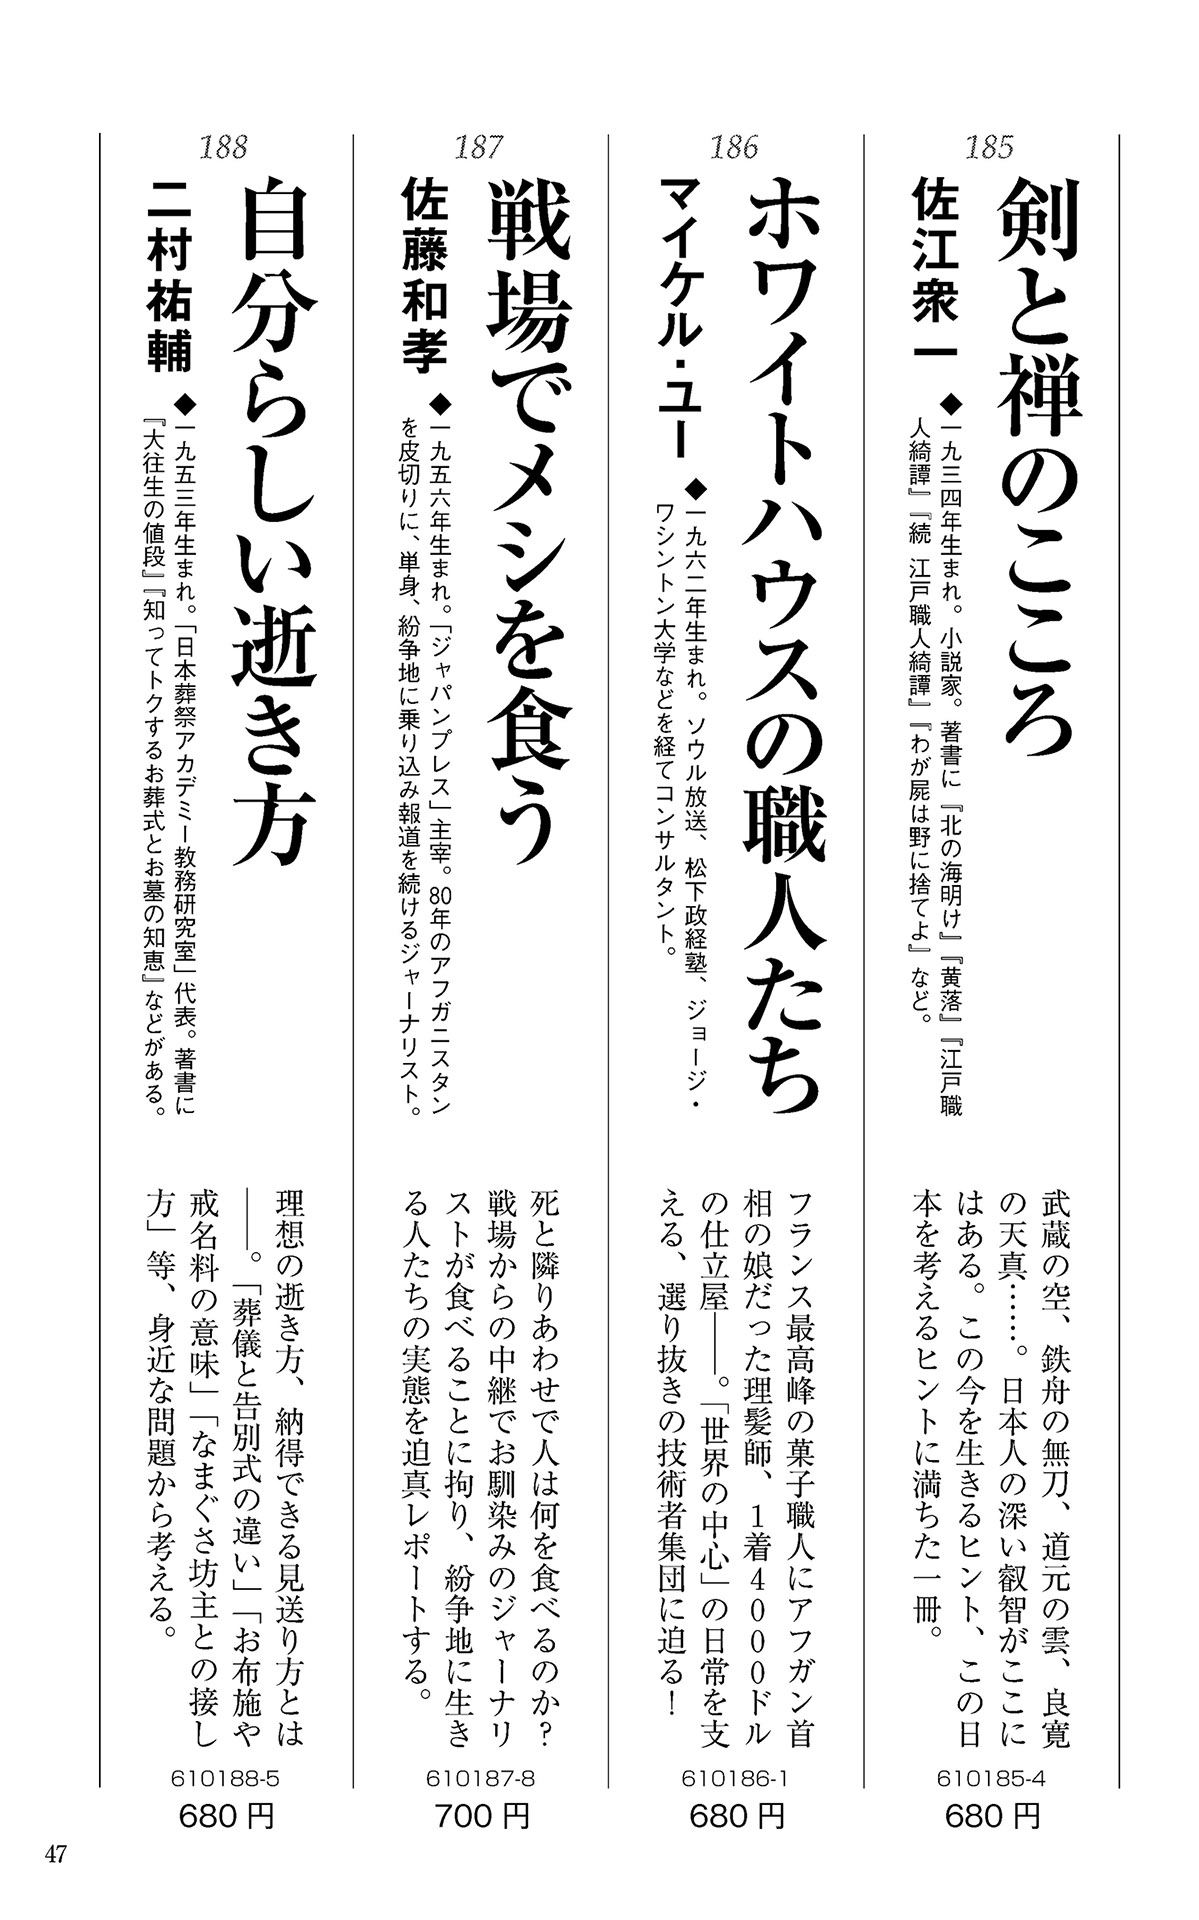 185
剣と禅のこころ
佐江衆一
◆一九三四年生まれ。小説家。著書に『北の海明け』『黄落』『江戸職
人綺譚』『続 江戸職人綺譚』『わが屍は野に捨てよ』など。
武蔵の空、鉄舟の無刀、道元の雲、良寛
の天真……。日本人の深い叡智がここに
はある。この今を生きるヒント、この日
本を考えるヒントに満ちた一冊。
610185-4
680円
186
ホワイトハウスの職人たち
マイケル・ユー
◆一九六二年生まれ。ソウル放送、松下政経塾、ジョージ・
ワシントン大学などを経てコンサルタント。
フランス最高峰の菓子職人にアフガン首
相の娘だった理髪師、1着4000ドル
の仕立屋――。「世界の中心」の日常を支
える、選り抜きの技術者集団に迫る！
610186-1
680円
187
戦場でメシを食う
佐藤和孝
◆一九五六年生まれ。「ジャパンプレス」主宰。80年のアフガニスタン
を皮切りに、単身、紛争地に乗り込み報道を続けるジャーナリスト。
死と隣りあわせで人は何を食べるのか？
戦場からの中継でお馴染みのジャーナリ
ストが食べることに拘り、紛争地に生き
る人たちの実態を迫真レポートする。
610187-8
700円
188
自分らしい逝き方
二村祐輔
◆一九五三年生まれ。「日本葬祭アカデミー教務研究室」代表。著書に
『大往生の値段』『知ってトクするお葬式とお墓の知恵』などがある。
理想の逝き方、納得できる見送り方とは
――。「葬儀と告別式の違い」「お布施や
戒名料の意味」「なまぐさ坊主との接し
方」等、身近な問題から考える。
610188-5
680円
47